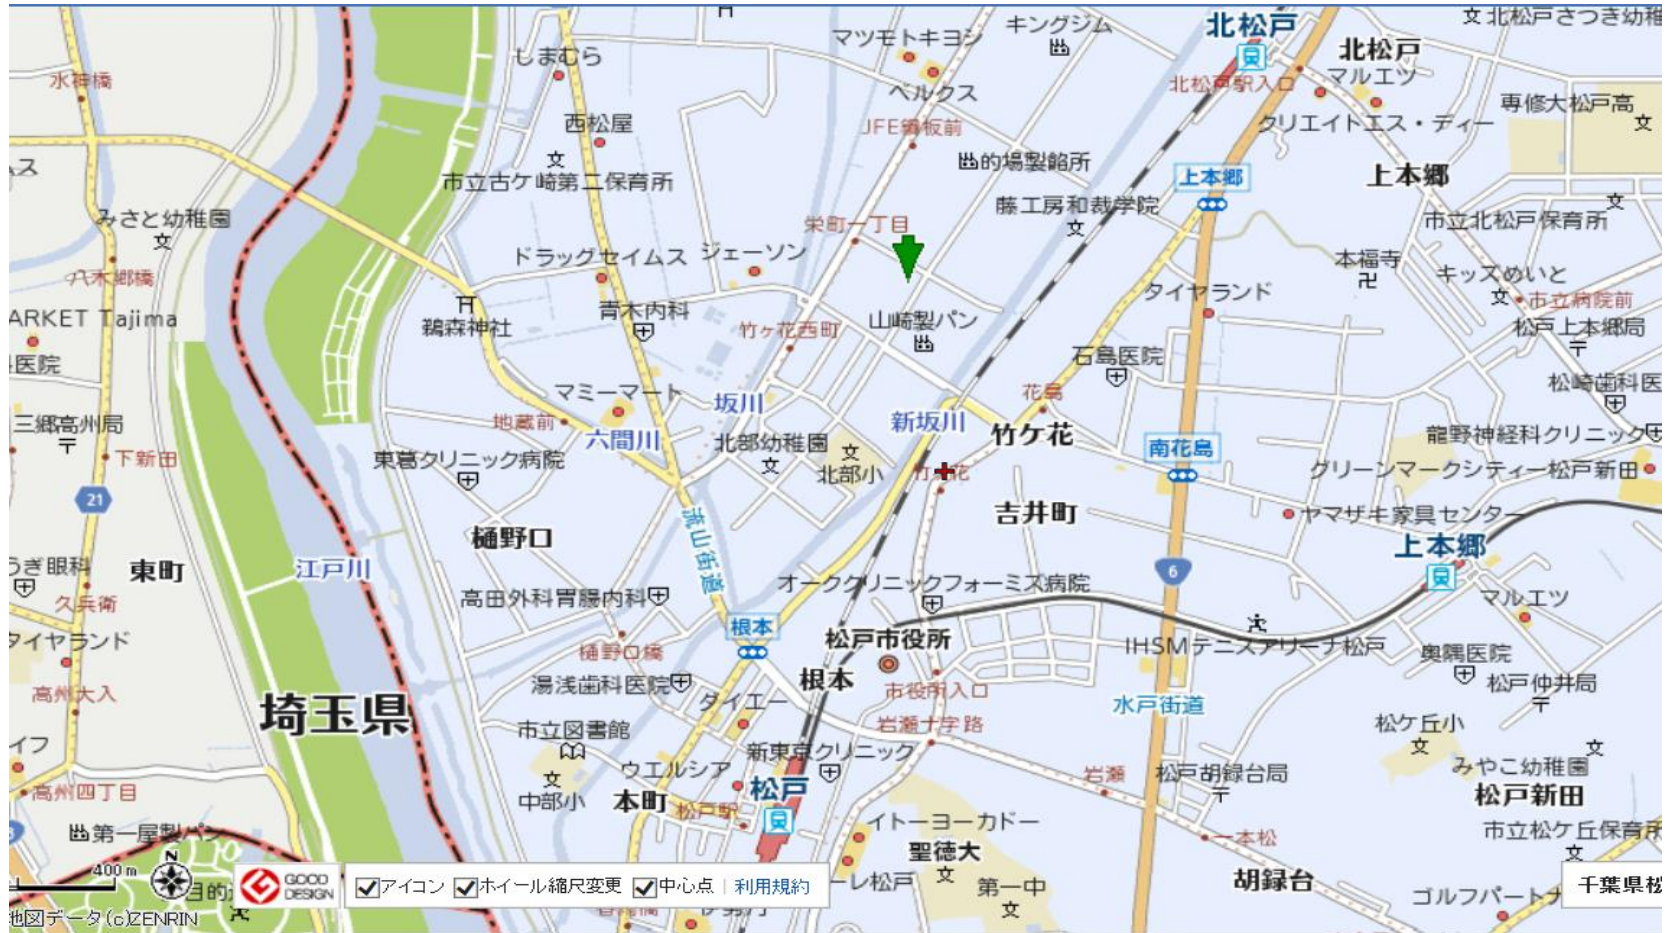 北松戸
文北松戸さつき幼稚
キングジム
マツモトキヨシ
北松戸
しまむら
水神橋
マルエツ
北松戸駅入口
ベルクス
専修大松戸高
西松屋
JFE鋼板前
クリエイトエス・ディー
的場製餡所
ス
市立古ケ崎第二保育所
上本郷
上本郷
藤工房和裁学院
みさと幼稚園
栄町一丁目
市立北松戸保育所
ドラッグセイムス
ジェーソン
本福寺
八木郷橋
キッズめいと
タイヤランド
市立病院前
ARKET Tajima
鵜森神社
青木内科
竹ヶ花西町
山崎製パン
松戸上本郷局
医院
石島医院
松崎歯科医
マミーマート
花島
坂川
地蔵前
新坂川
三郷高州局
六間川
北部幼稚園
竹ケ花
南花島
龍野神経科クリニック
下新田
東葛クリニック病院
北部小
竹ヶ花
グリーンマークシティー松戸新田
21
流山街道
吉井町
ヤマザキ家具センター
樋野口
上本郷
うぎ眼科
東町
江戸川
6
オーククリニックフォーミズ病院
久兵衛
高田外科胃腸内科
マルエツ
タイヤランド
根本
松戸市役所
樋野口橋
IHSMテニスアリーナ松戸
奥隅医院
高州大入
湯浅歯科医院
根本
市役所入口
松戸仲井局
埼玉県
ダイエー
水戸街道
市立図書館
岩瀬十字路
松ケ丘小
イフ
新東京クリニック
ウエルシア
岩瀬
松戸胡録台局
みやこ幼稚園
高州四丁目
中部小
本町
松戸駅
松戸
松戸新田
第一屋製パン
イトーヨーカドー
一本松
市立松ケ丘保育所
聖徳大
400m
N
GOOD
DESIGN
アイコン
ホイール縮尺変更
中心点
利用規約
ーレ松戸
第一中
胡録台
千葉県松
目的
ゴルフパートナ
地図データ(c)ZENRIN